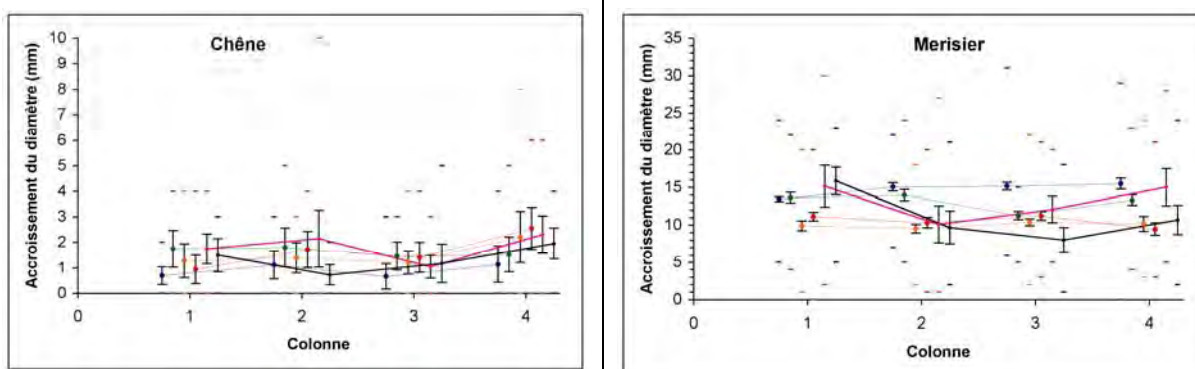 Chêne
Accroissement du diamètre (mm)
10
9
8
7
6
5
4
3
2
1
0
0 1 2 3 4
Colonne
Merisier
Accroissement du diamètre (mm)
35
30
25
20
15
10
5
0
0 1 2 3 4
Colonne